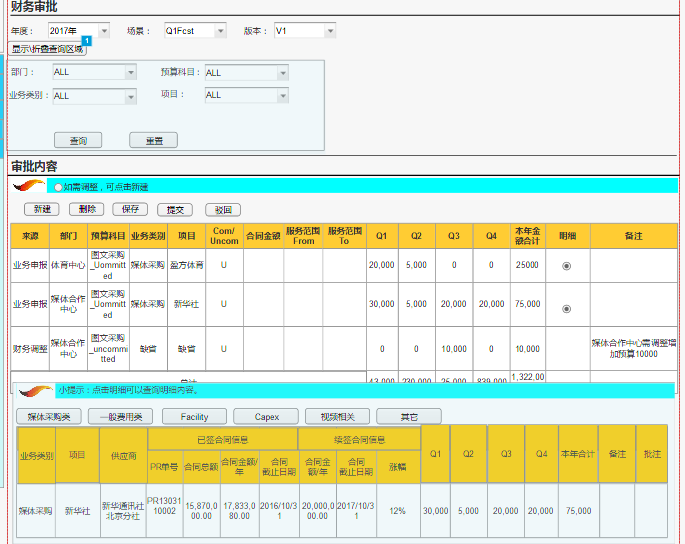 财务审批
年度： 2017年 场景： Q1Fcst 版本： V1
显示\折叠查询区域 1
部门： ALL 预算科目： ALL
业务类别： ALL 项目： ALL
查询 重置
审批内容
如需调整，可点击新建
新建 删除 保存 提交 驳回
来源 部门 预算科目 业务类别 项目 Com/Uncom 合同金额 服务范围From 服务范围To Q1 Q2 Q3 Q4 本年金额合计 明细 备注
业务申报 体育中心 图文采购_Uommitted 媒体采购 盈方体育 U 20,000 5,000 0 0 25000
业务申报 媒体合作中心 图文采购_Uommitted 媒体采购 新华社 U 30,000 5,000 20,000 20,000 75,000
财务调整 媒体合作中心 图文采购_uncommitted 缺省 缺省 U 0 0 10,000 0 10,000 媒体合作中心需调整增加预算10000
总计 43,000 230,000 25,000 839,000 1,322,00
小提示：点击明细可以查询明细内容。
媒体采购类 一般费用类 Facility Capex 视频相关 其它
业务类别 项目 供应商 已签合同信息 续签合同信息 Q1 Q2 Q3 Q4 本年合计 备注 批注
PR单号 合同总额 合同金额/年 合同截止日期 合同金额/年 合同截止日期 涨幅
媒体采购 新华社 新华通讯社北京分社 PR1303110002 15,870,000.00 17,833,080.00 2016/10/31 20,000,000.00 2017/10/31 12% 30,000 5,000 20,000 20,000 75,000